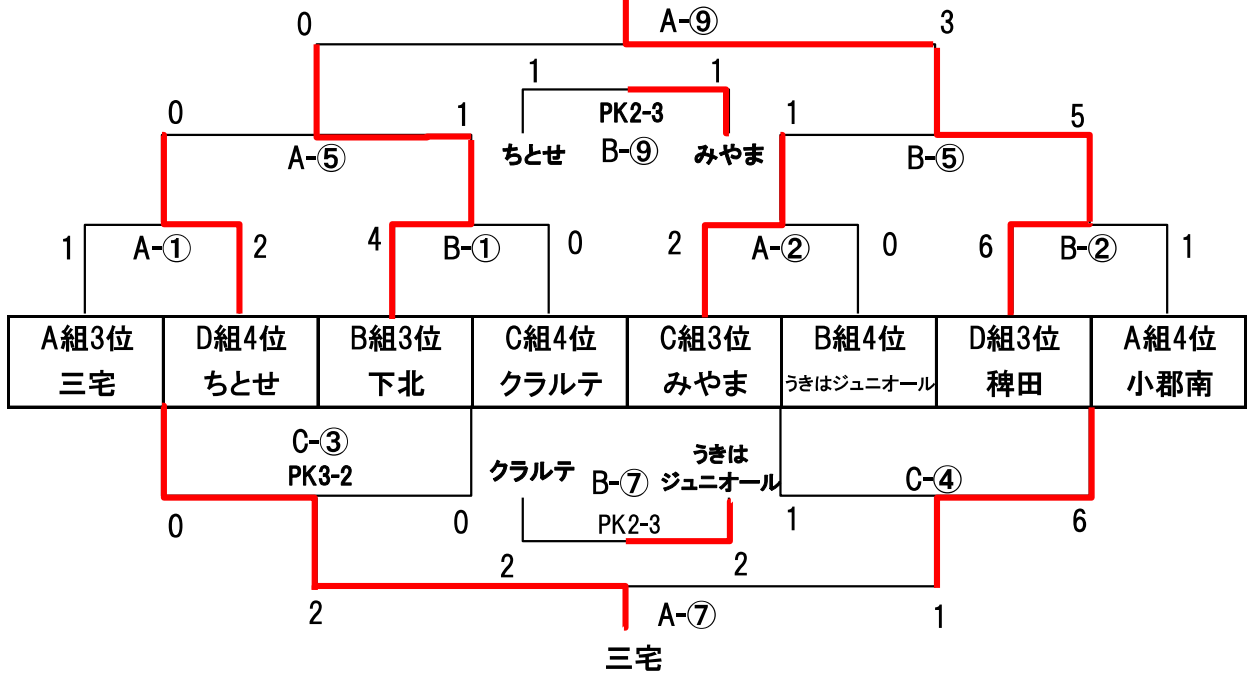 0 A-⑨ 3
1 1
0 1 PK2-3 1 5
A-⑤ ちとせ B-⑨ みやま B-⑤
1 A-① 2 4 B-① 0 2 A-② 0 6 B-② 1
A組3位 D組4位 B組3位 C組4位 C組3位 B組4位 D組3位 A組4位
三宅 ちとせ 下北 クラルテ みやま うきはジュニオール 稗田 小郡南
C-③ うきは
PK3-2 クラルテ B-⑦ ジュニオール C-④
0 0 PK2-3 1 6
2 2
2 A-⑦ 1
三宅